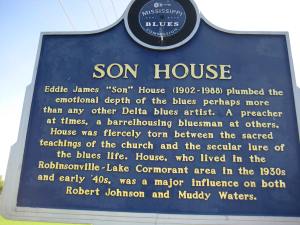 MISSISSIPPI
BLUES
COMMISSION
SON HOUSE
Eddie James "Son" House (1902-1988) plumbed the
emotional depth of the blues perhaps more
than any other Delta blues artist. A preacher
at times, a barrelhousing bluesman at others,
House was fiercely torn between the sacred
teachings of the church and the secular lure of
the blues life. House, who lived in the
Robinsonville-Lake Cormorant area in the 1930s
and early '40s, was a major influence on both
Robert Johnson and Muddy Waters.